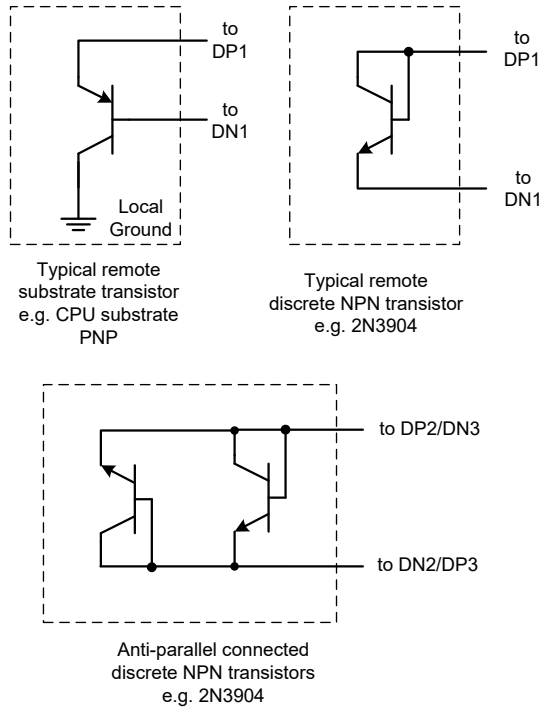 to
DP1
to
DN1
Local
Ground
Typical remote
substrate transistor
e.g. CPU substrate
PNP
to
DP1
to
DN1
Typical remote
discrete NPN transistor
e.g. 2N3904
to DP2/DN3
to DN2/DP3
Anti-parallel connected
discrete NPN transistors
e.g. 2N3904